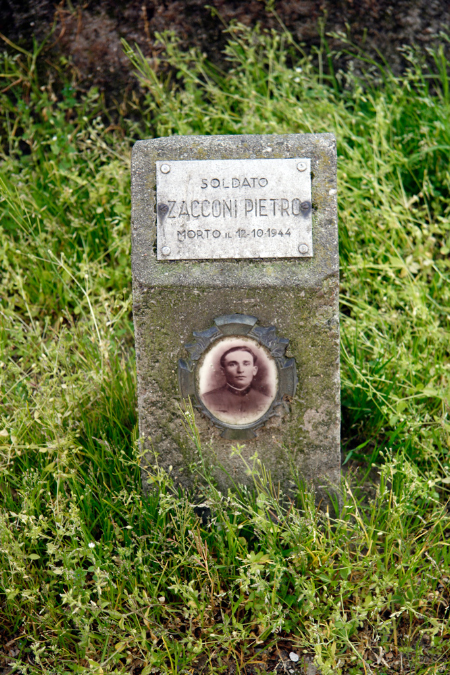 SOLDATO
ZACCONI PIETRO
MORTO IL 12-10-1944